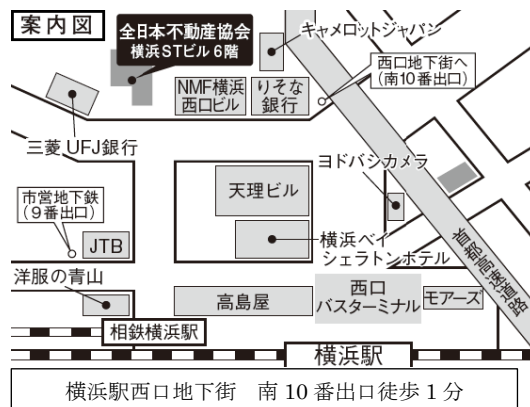 案内図
全日本不動産協会
横浜STビル 6階
キャメロットジャパン
西口地下街へ
(南10番出口)
NMF横浜
西口ビル
りそな
銀行
三菱 UFJ銀行
ヨドバシカメラ
天理ビル
市営地下鉄
(9番出口)
JTB
横浜ベイ
シェラトンホテル
首都高速道路
洋服の青山
高島屋
西口
バスターミナル
モアーズ
相鉄横浜駅
横浜駅
横浜駅西口地下街 南 10 番出口徒歩 1 分